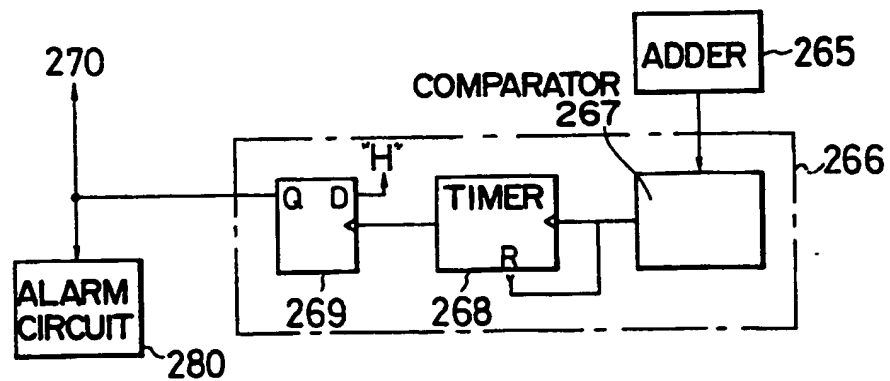 270
ADDER
265
COMPARATOR
267
"H"
266
Q D
TIMER
R
ALARM
CIRCUIT
269
268
280